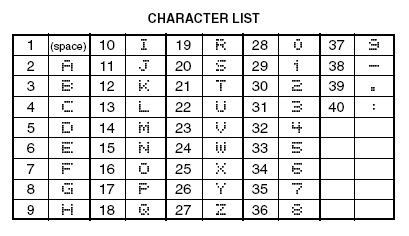 CHARACTER LIST
1 (space) 10 I 19 R 28 0 37 9
2 A 11 J 20 S 29 1 38 -
3 B 12 K 21 T 30 2 39 .
4 C 13 L 22 U 31 3 40 :
5 D 14 M 23 V 32 4
6 E 15 N 24 W 33 5
7 F 16 O 25 X 34 6
8 G 17 P 26 Y 35 7
9 H 18 Q 27 Z 36 8